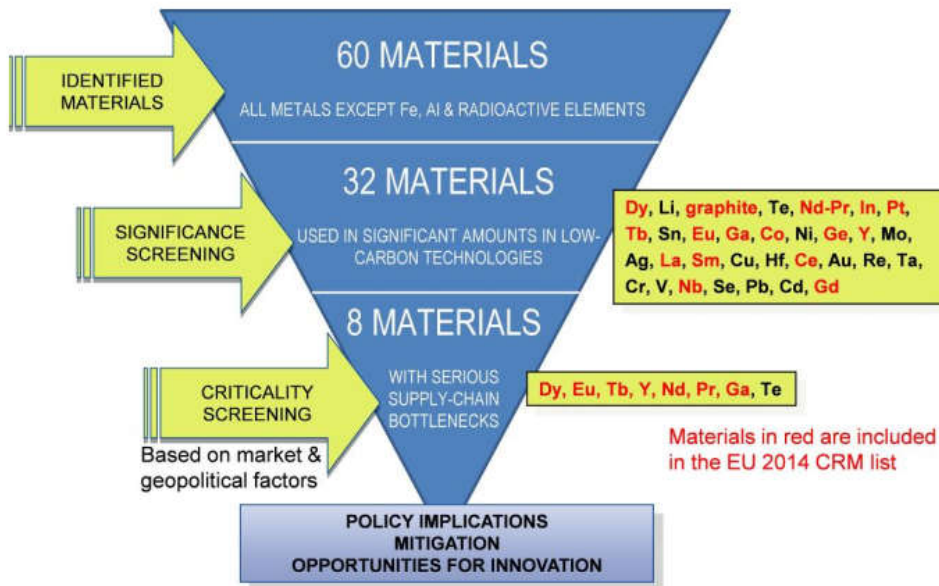 60 MATERIALS
IDENTIFIED
MATERIALS
ALL METALS EXCEPT Fe, Al & RADIOACTIVE ELEMENTS
32 MATERIALS
SIGNIFICANCE
SCREENING
USED IN SIGNIFICANT AMOUNTS IN LOW-
CARBON TECHNOLOGIES
Dy, Li, graphite, Te, Nd-Pr, In, Pt,
Tb, Sn, Eu, Ga, Co, Ni, Ge, Y, Mo,
Ag, La, Sm, Cu, Hf, Ce, Au, Re, Ta,
Cr, V, Nb, Se, Pb, Cd, Gd
8 MATERIALS
CRITICALITY
SCREENING
WITH SERIOUS
SUPPLY-CHAIN
BOTTLENECKS
Dy, Eu, Tb, Y, Nd, Pr, Ga, Te
Based on market &
geopolitical factors
Materials in red are included
in the EU 2014 CRM list
POLICY IMPLICATIONS
MITIGATION
OPPORTUNITIES FOR INNOVATION